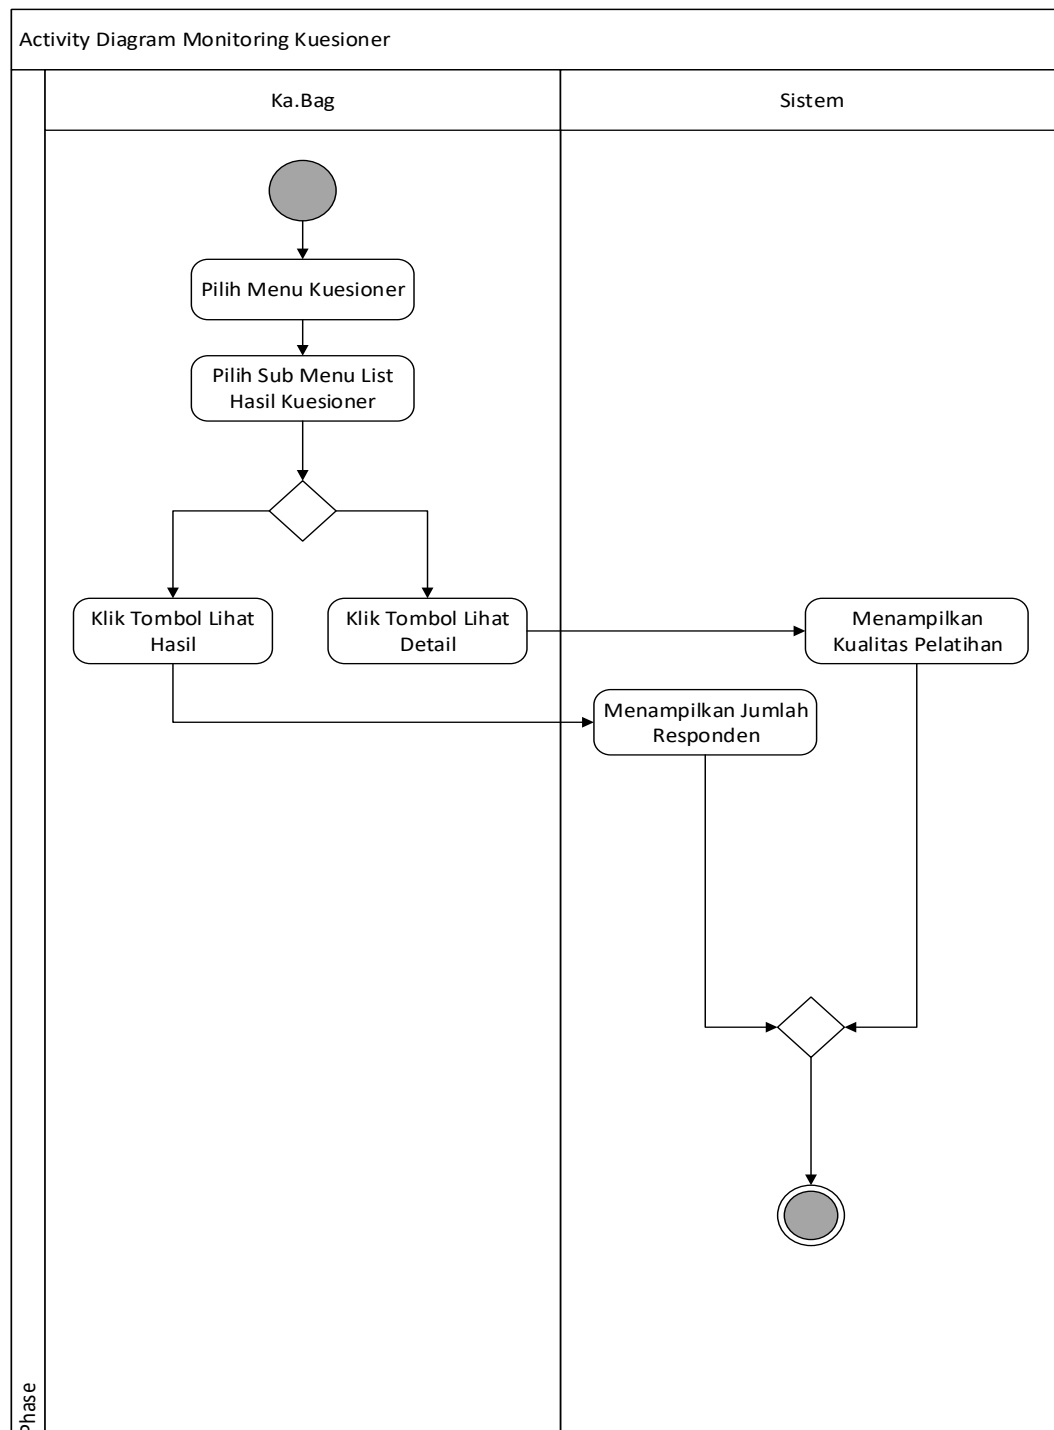 Activity Diagram Monitoring Kuesioner
Ka.Bag
Sistem
Pilih Menu Kuesioner
Pilih Sub Menu List
Hasil Kuesioner
Klik Tombol Lihat
Hasil
Klik Tombol Lihat
Detail
Menampilkan
Kualitas Pelatihan
Menampilkan Jumlah
Responden
Phase